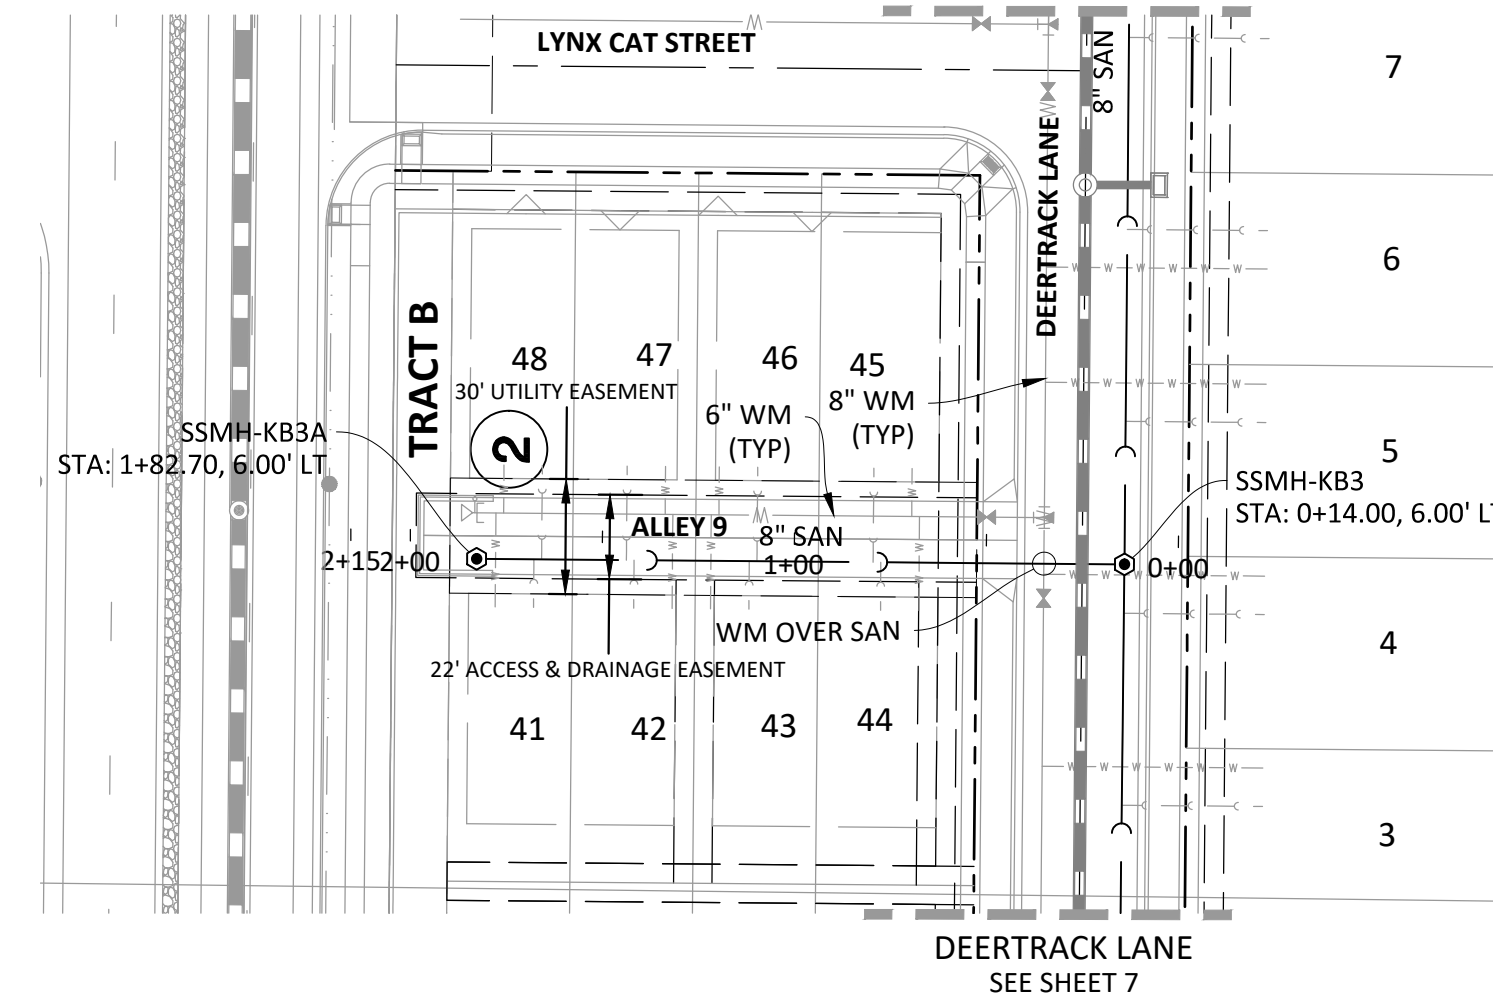 LYNX CAT STREET
8" SAN
7
DEERTRACK LANE
6
TRACT B
48
47
46
45
30' UTILITY EASEMENT
6" WM
(TYP)
8" WM
(TYP)
2
SSMH-KB3A
STA: 1+82.70, 6.00' LT
5
SSMH-KB3
STA: 0+14.00, 6.00' LT
ALLEY 9
8" SAN
2+15
2+00
1+00
0+00
WM OVER SAN
4
22' ACCESS & DRAINAGE EASEMENT
41
42
43
44
3
DEERTRACK LANE
SEE SHEET 7
W W W W W
W W W W W
W W W W W
W W W W W